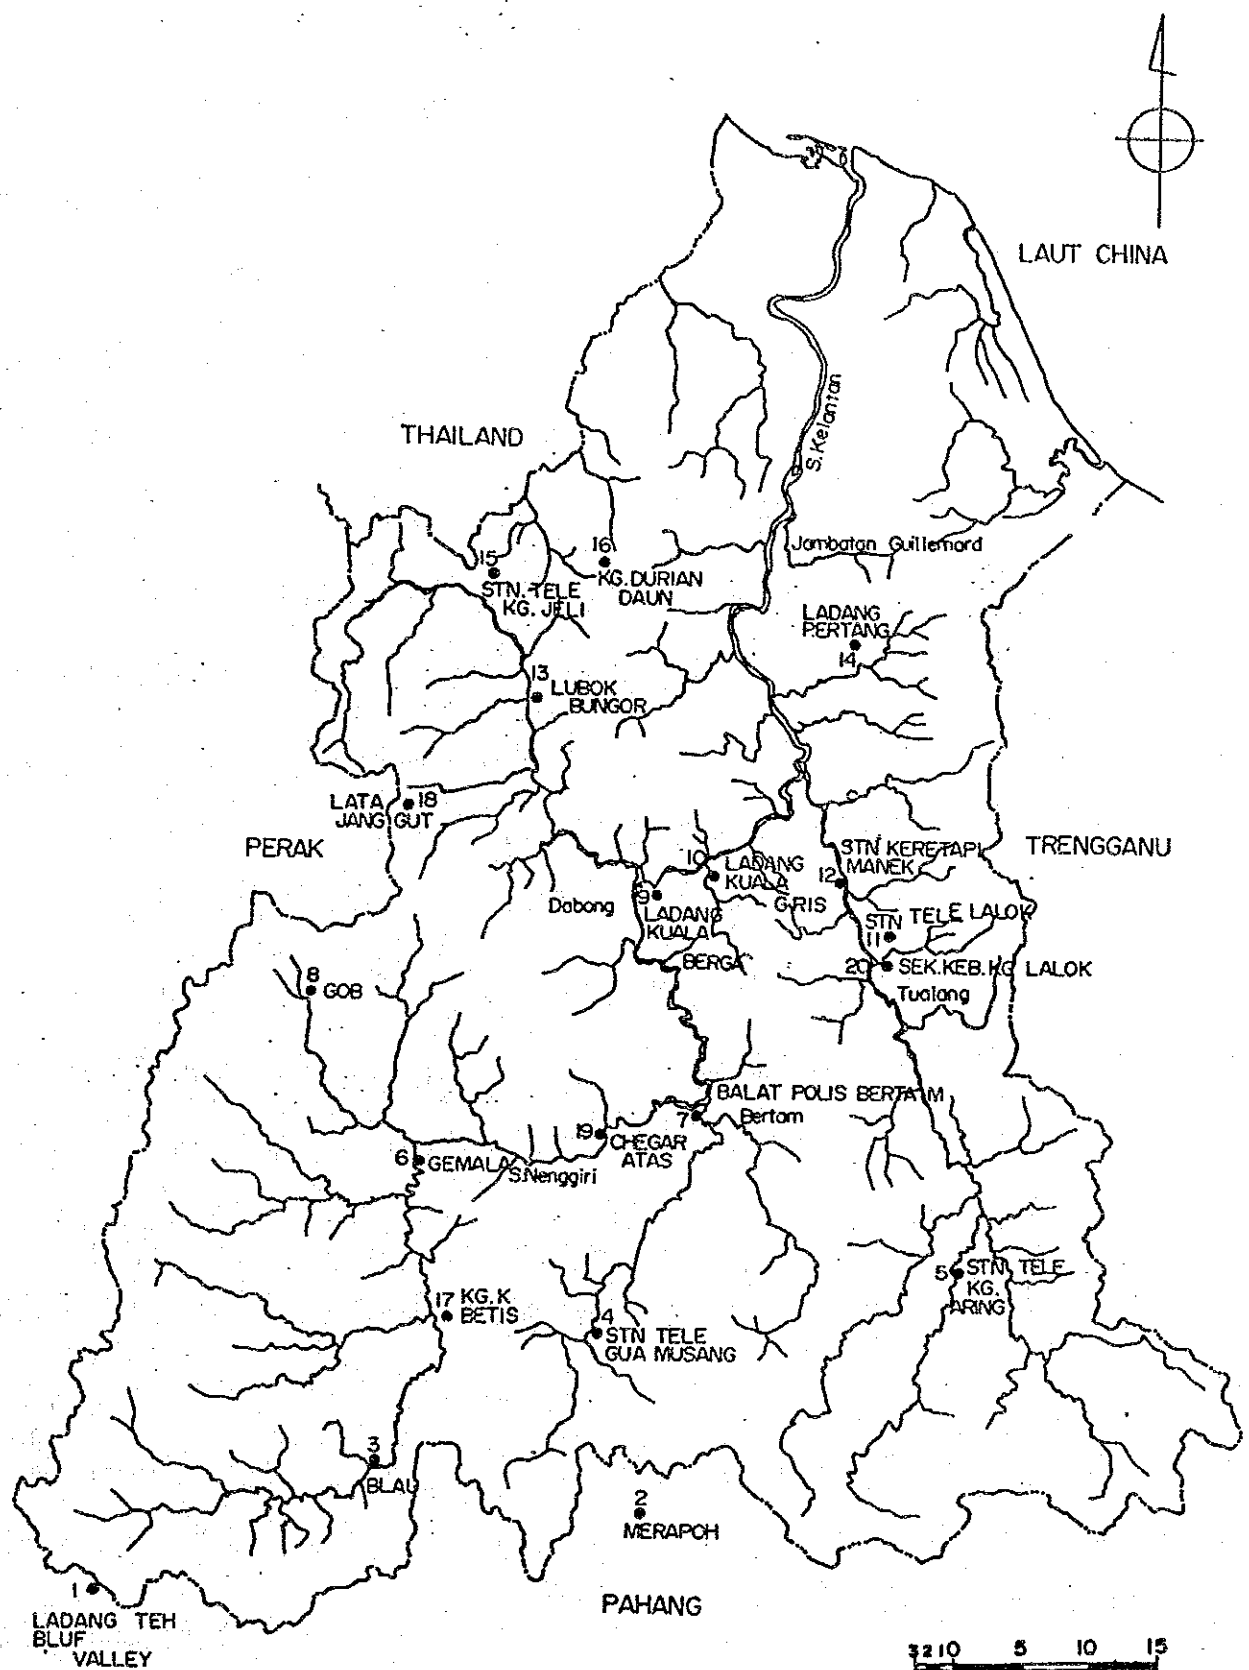 LAUT CHINA
S. Kelantan
THAILAND
Jambatan Guillemard
15
STN. TELE
KG. JELI
16
KG. DURIAN
DAUN
LADANG
PERTANG
14
13
LUBOK
BUNGOR
LATA
JANG GUT
18
PERAK
TRENGGANU
10
LADANG
KUALA
GRIS
STN KERETAPI
MANEK
12
Dabong
9
LADANG
KUALA
BERGA
STN TELE LALOK
11
20
SEK.KEB.KG LALOK
Tualang
8
GOB
BALAT POLIS BERTAM
7
Bertam
19
CHEGAR
ATAS
6
GEMALA
S.Nenggiri
5
STN TELE
KG.
ARING
17
KG. K
BETIS
4
STN TELE
GUA MUSANG
3
BLAU
2
MERAPOH
1
LADANG TEH
BLUF
VALLEY
PAHANG
3 2 1 0 5 10 15